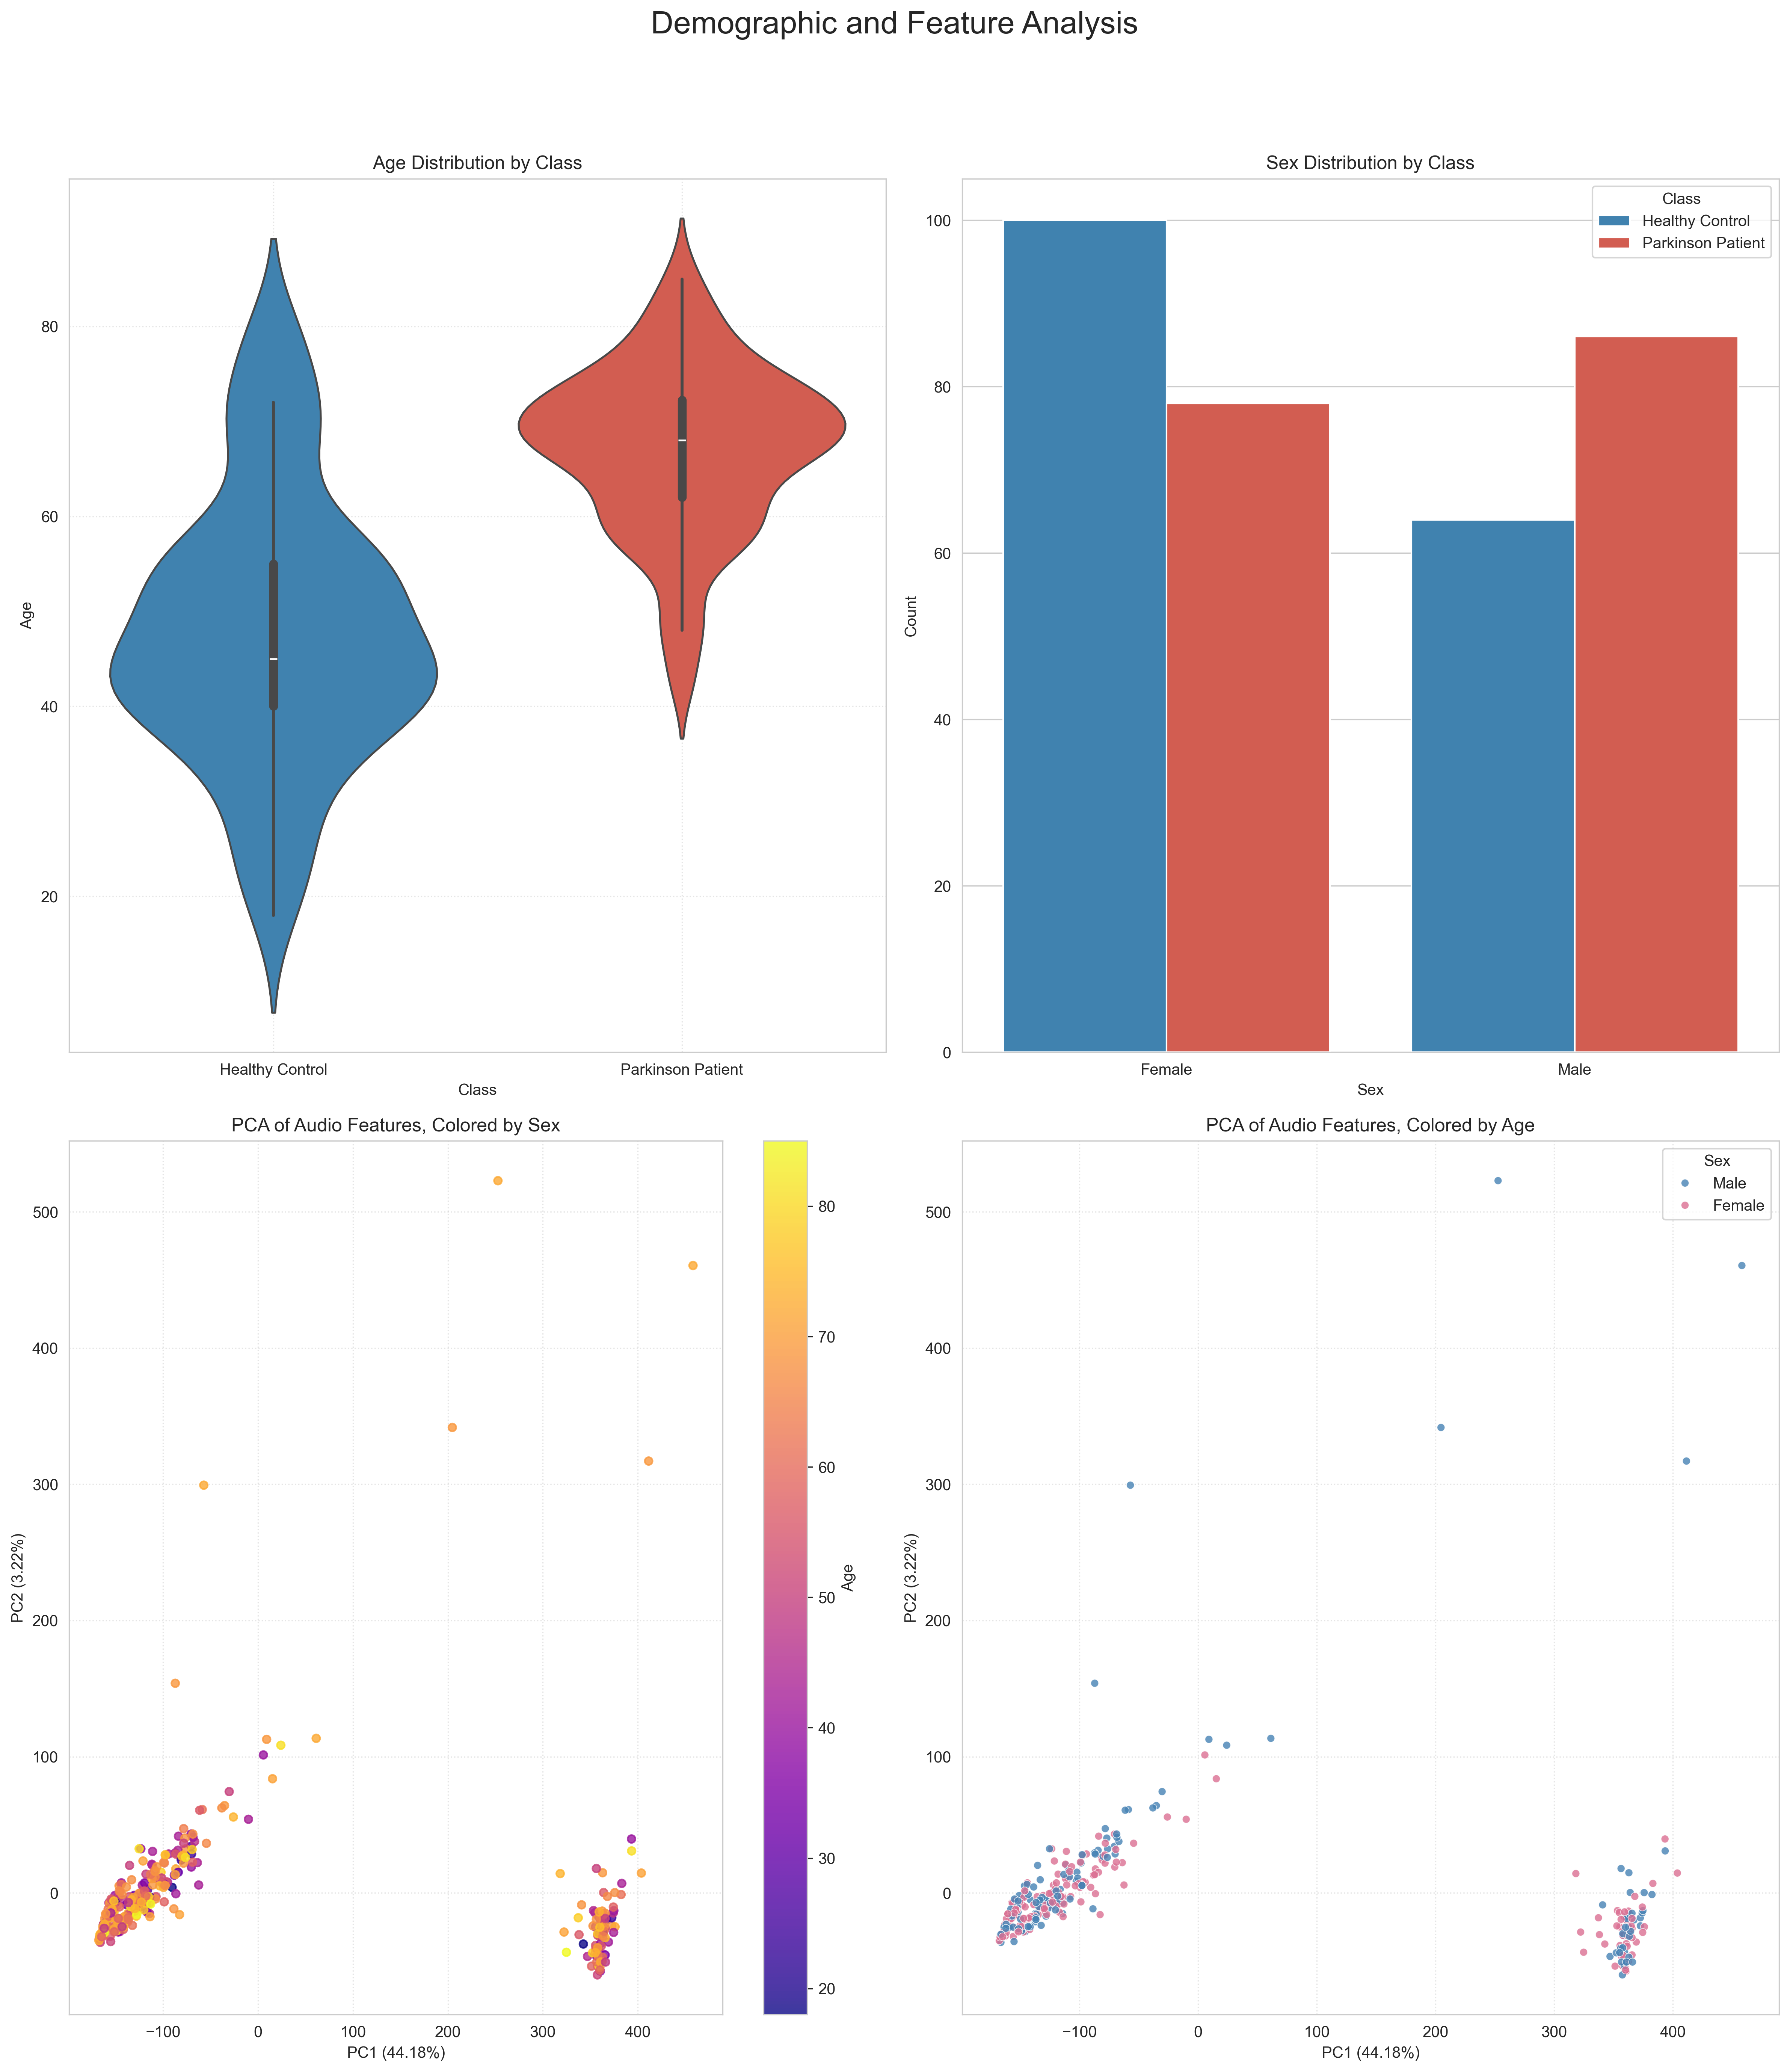 Demographic and Feature Analysis
Age Distribution by Class
Age
80
60
40
20
Healthy Control
Parkinson Patient
Class
Sex Distribution by Class
Class
Healthy Control
Parkinson Patient
Count
100
80
60
40
20
0
Female
Male
Sex
PCA of Audio Features, Colored by Sex
PC2 (3.22%)
500
400
300
200
100
0
−100
0
100
200
300
400
PC1 (44.18%)
80
70
60
50
40
30
20
Age
PCA of Audio Features, Colored by Age
Sex
Male
Female
PC2 (3.22%)
500
400
300
200
100
0
−100
0
100
200
300
400
PC1 (44.18%)